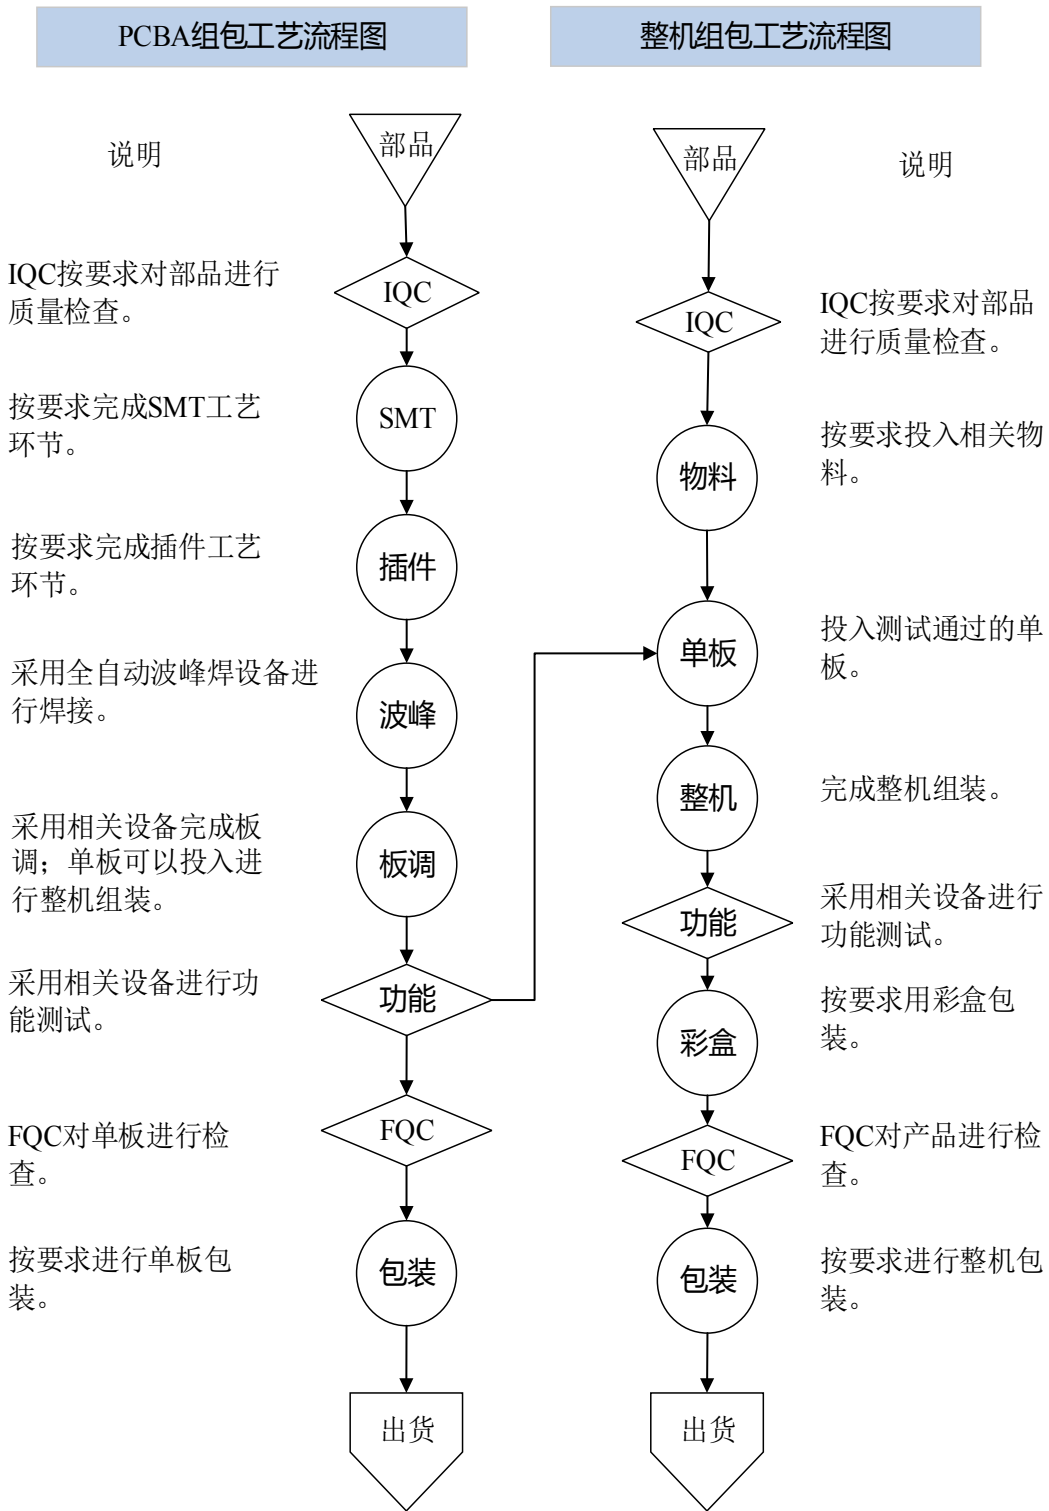 PCBA组包工艺流程图
整机组包工艺流程图
说明
部品
IQC按要求对部品进行
质量检查。
IQC
按要求完成SMT工艺
环节。
SMT
按要求完成插件工艺
环节。
插件
采用全自动波峰焊设备进
行焊接。
波峰
采用相关设备完成板
调；单板可以投入进
行整机组装。
板调
采用相关设备进行功
能测试。
功能
FQC对单板进行检
查。
FQC
按要求进行单板包
装。
包装
出货
部品
说明
IQC
IQC按要求对部品
进行质量检查。
物料
按要求投入相关物
料。
单板
投入测试通过的单
板。
整机
完成整机组装。
功能
采用相关设备进行
功能测试。
彩盒
按要求用彩盒包
装。
FQC
FQC对产品进行检
查。
包装
按要求进行整机包
装。
出货